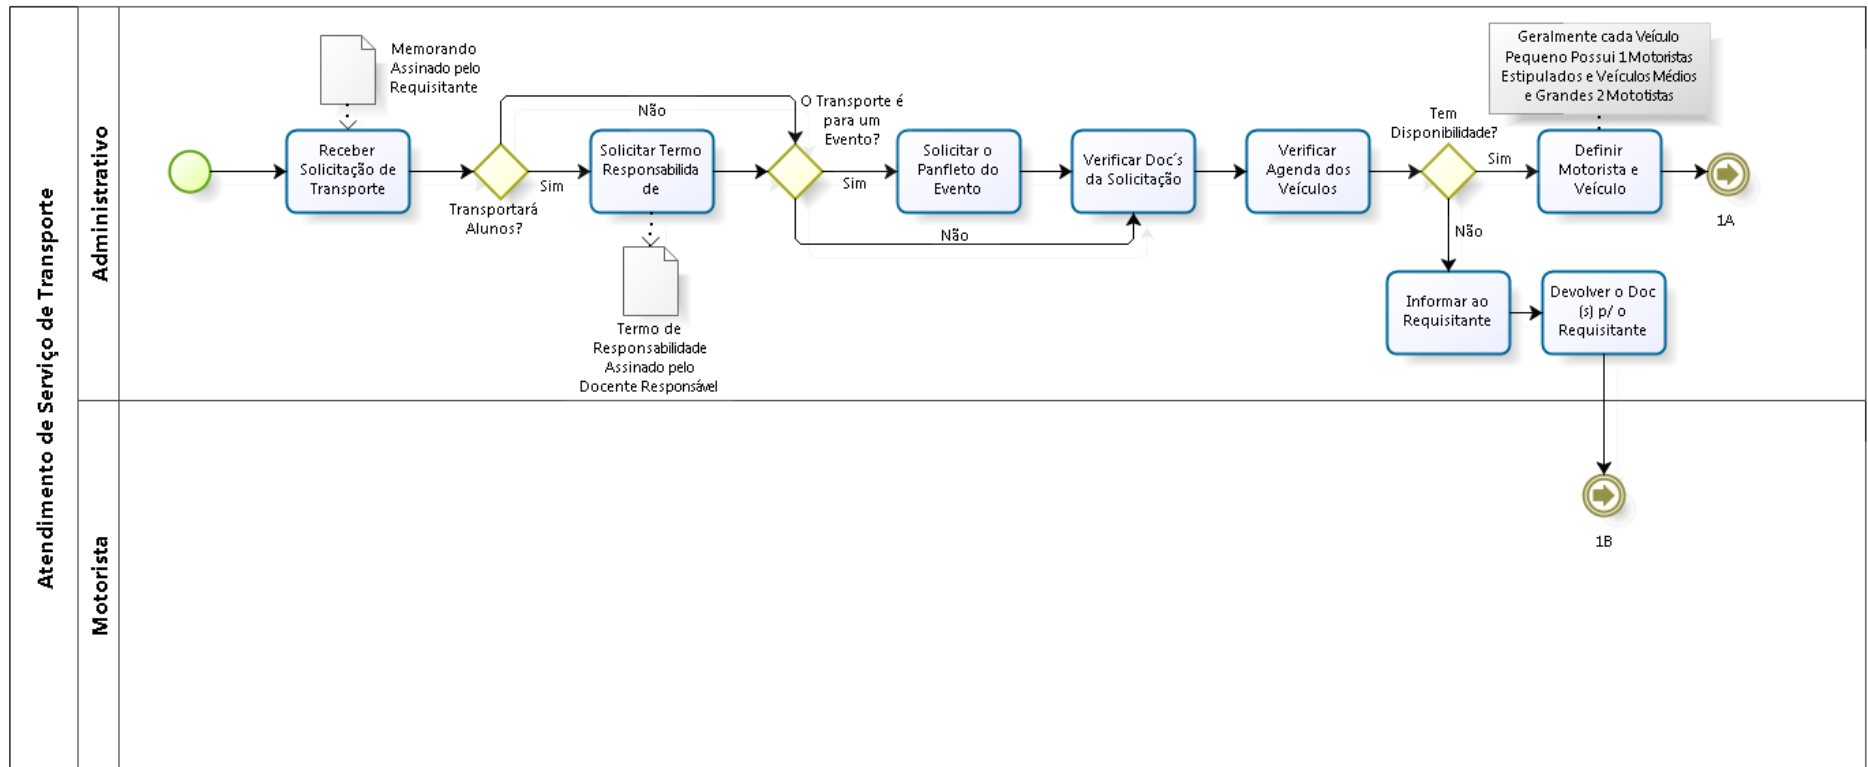 Atendimento de Serviço de Transporte
Administrativo
Memorando
Assinado pelo
Requisitante
Receber
Solicitação de
Transporte
Transportará
Alunos?
Não
Sim
Solicitar Termo
Responsabilida
de
Termo de
Responsabilidade
Assinado pelo
Docente Responsável
O Transporte é
para um
Evento?
Sim
Não
Solicitar o
Panfleto do
Evento
Verificar Doc´s
da Solicitação
Verificar
Agenda dos
Veículos
Tem
Disponibilidade?
Sim
Não
Geralmente cada Veículo
Pequeno Possui 1 Motoristas
Estipulados e Veículos Médios
e Grandes 2 Mototistas
Definir
Motorista e
Veículo
1A
Informar ao
Requisitante
Devolver o Doc
(s) p/ o
Requisitante
Motorista
1B